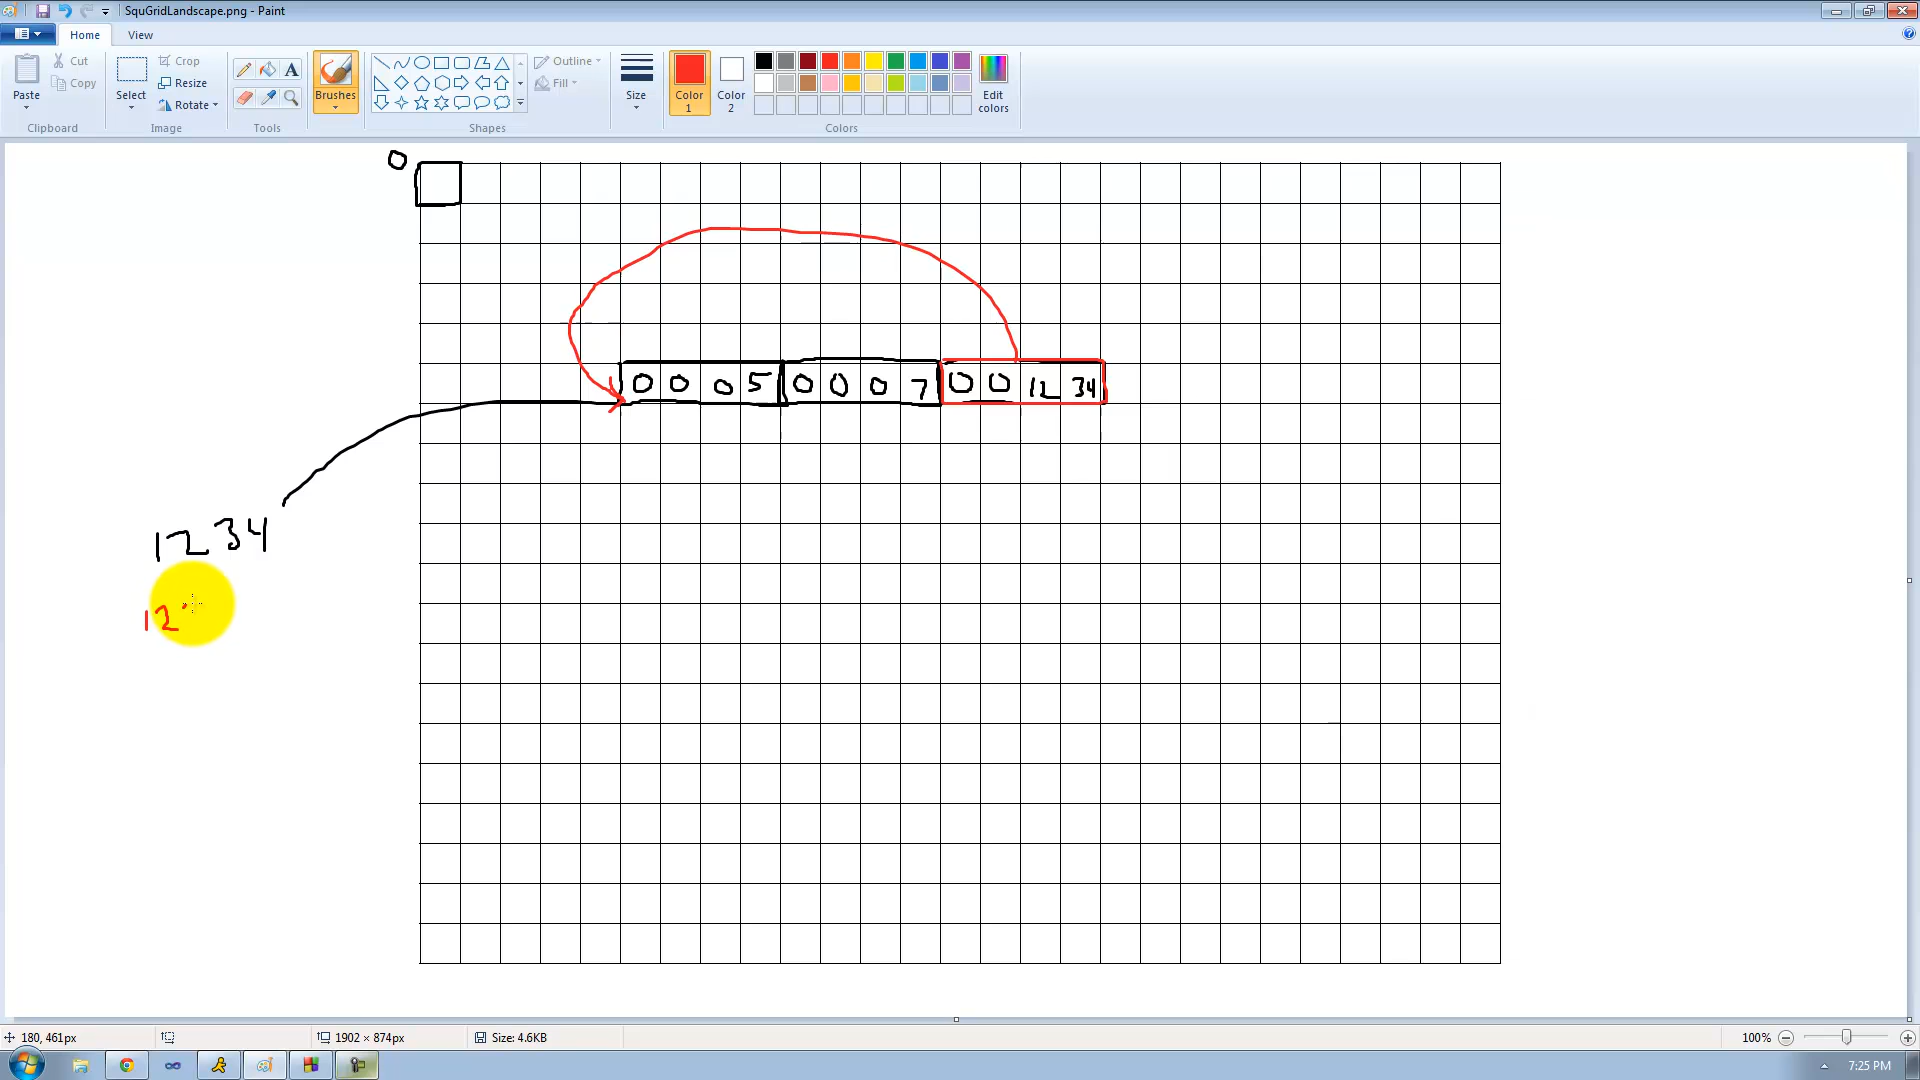 SquGridLandscape.png - Paint
Home View
Paste
Cut
Copy
Clipboard
Select
Crop
Resize
Rotate
Image
A
Tools
Brushes
Outline
Fill
Shapes
Size
Color 1
Color 2
Edit colors
Colors
0
0 0 0 5 0 0 0 7 0 0 12 34
1234
12
180, 461px
1902 × 874px
Size: 4.6KB
100%
7:25 PM